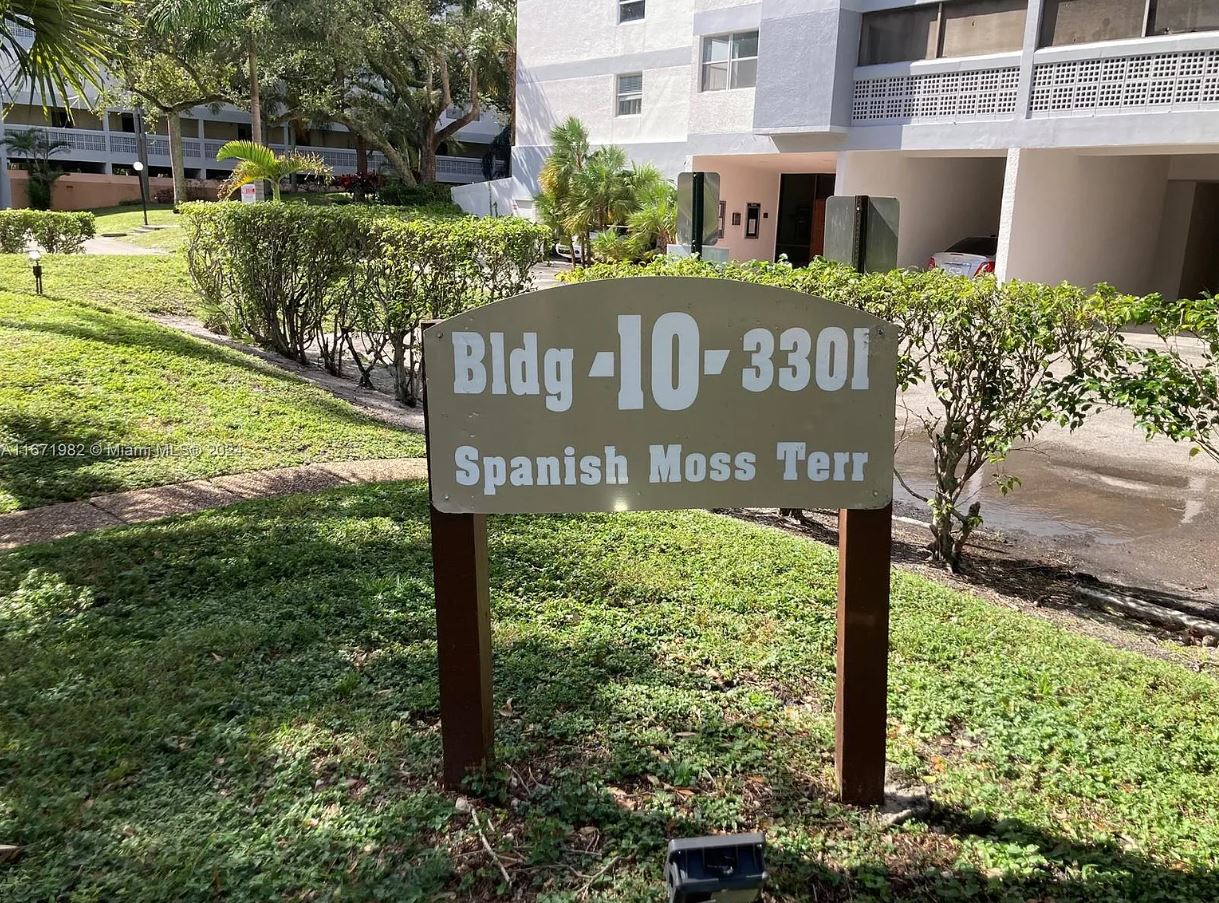 Bldg -10- 3301
Spanish Moss Terr
A11671982 © Miami MLS® 2024